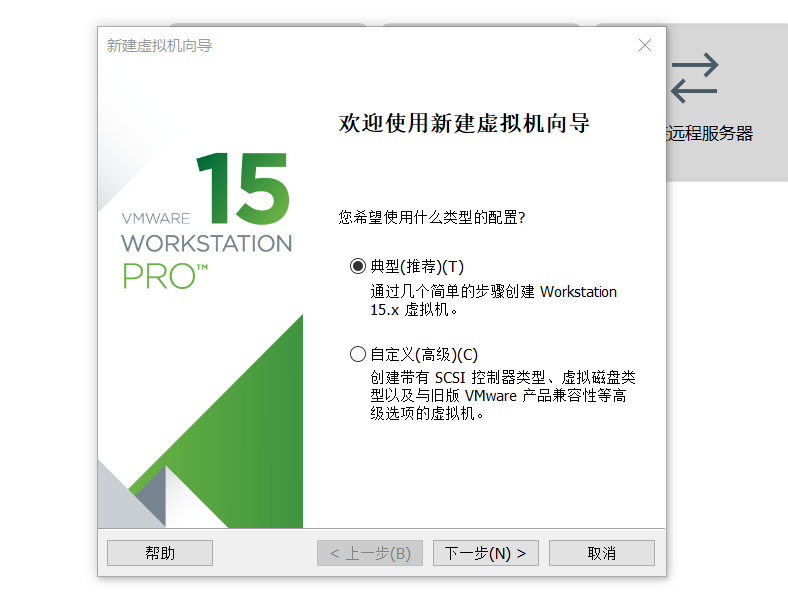 新建虚拟机向导
欢迎使用新建虚拟机向导
15
VMWARE
WORKSTATION
PRO™
您希望使用什么类型的配置?
典型(推荐)(T)
通过几个简单的步骤创建 Workstation
15.x 虚拟机。
自定义(高级)(C)
创建带有 SCSI 控制器类型、虚拟磁盘类
型以及与旧版 VMware 产品兼容性等高
级选项的虚拟机。
远程服务器
帮助
< 上一步(B)
下一步(N) >
取消